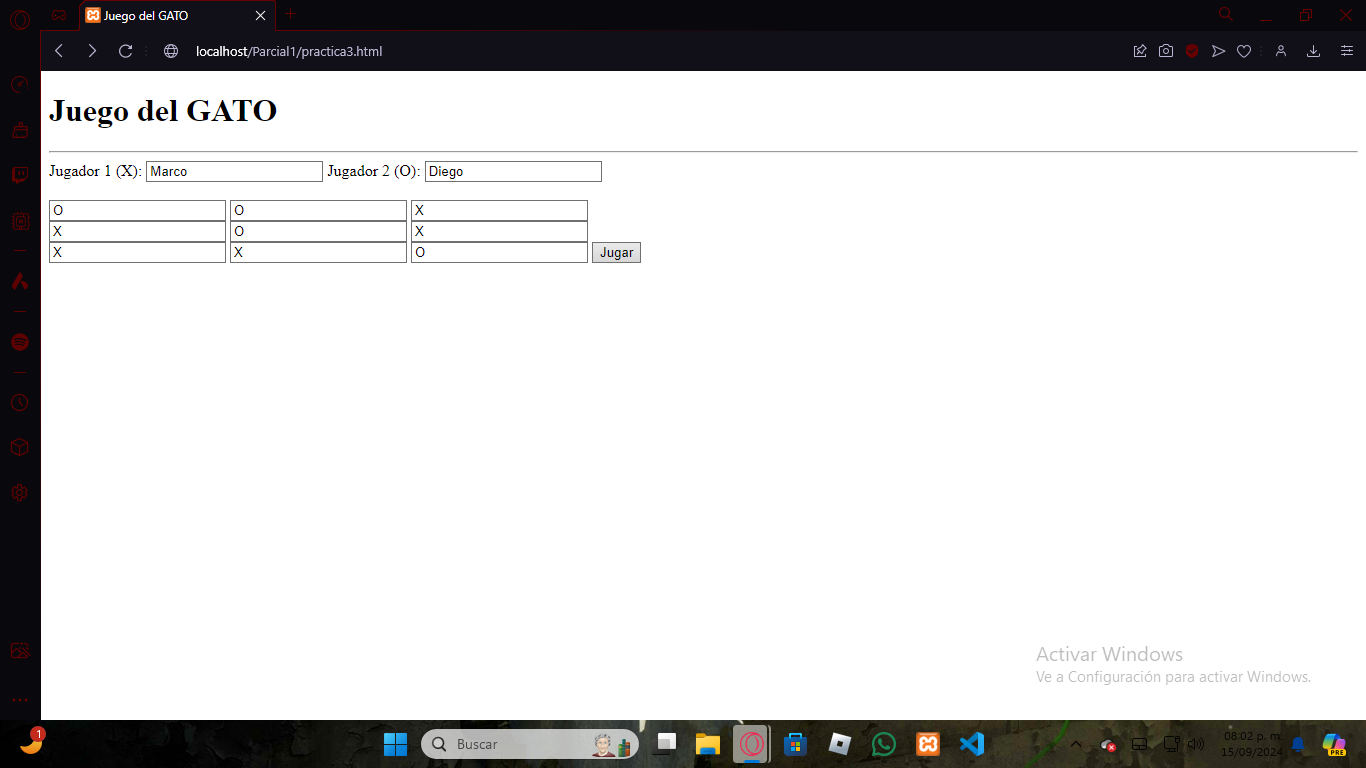 Juego del GATO
localhost/Parcial1/practica3.html
Juego del GATO
Jugador 1 (X): Marco Jugador 2 (O): Diego
O O X
X O X
X X O Jugar
Activar Windows
Ve a Configuración para activar Windows.
1
Buscar
PRE
08:02 p. m.
15/09/2024